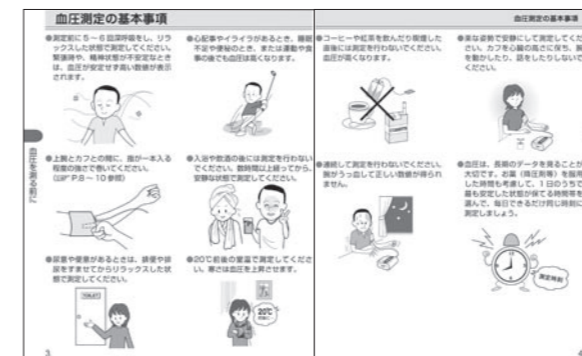 血圧測定の基本事項
●測定前に5～6回深呼吸をし、リラ
ックスした状態で測定してください。
緊張時や、精神状態が不安定なとき
は、血圧が安定せず高い数値が表示
されます。
●心配事やイライラがあるとき、睡眠
不足や便秘のとき、または運動や食
事の後でも血圧は高くなります。
●上腕とカフとの間に、指が一本入る
程度の強さで巻いてください。
(☞P.8～10参照)
●入浴や飲酒の後には測定を行わない
でください。数時間以上経ってから、
安静な状態で測定してください。
●尿意や便意があるときは、排便や排
尿をすませてからリラックスした状
態で測定してください。
TOILET
●20℃前後の室温で測定してくださ
い。寒さは血圧を上昇させます。
20℃
血圧を測る前に
3
血圧測定の基本事項
●コーヒーや紅茶を飲んだり喫煙した
直後には測定を行わないでください。
血圧が高くなります。
●楽な姿勢で安静にして測定してくだ
さい。カフを心臓の高さに保ち、腕
を動かしたり、話をしたりしないで
ください。
●連続して測定を行わないでください。
腕がうっ血して正しい数値が得られ
ません。
●血圧は、長期のデータを見ることが
大切です。お薬（降圧剤等）を服用
した時間も考慮して、1日のうちで
最も安定した状態が保てる時間帯を
選んで、毎日できるだけ同じ時刻に
測定しましょう。
測定時刻
4